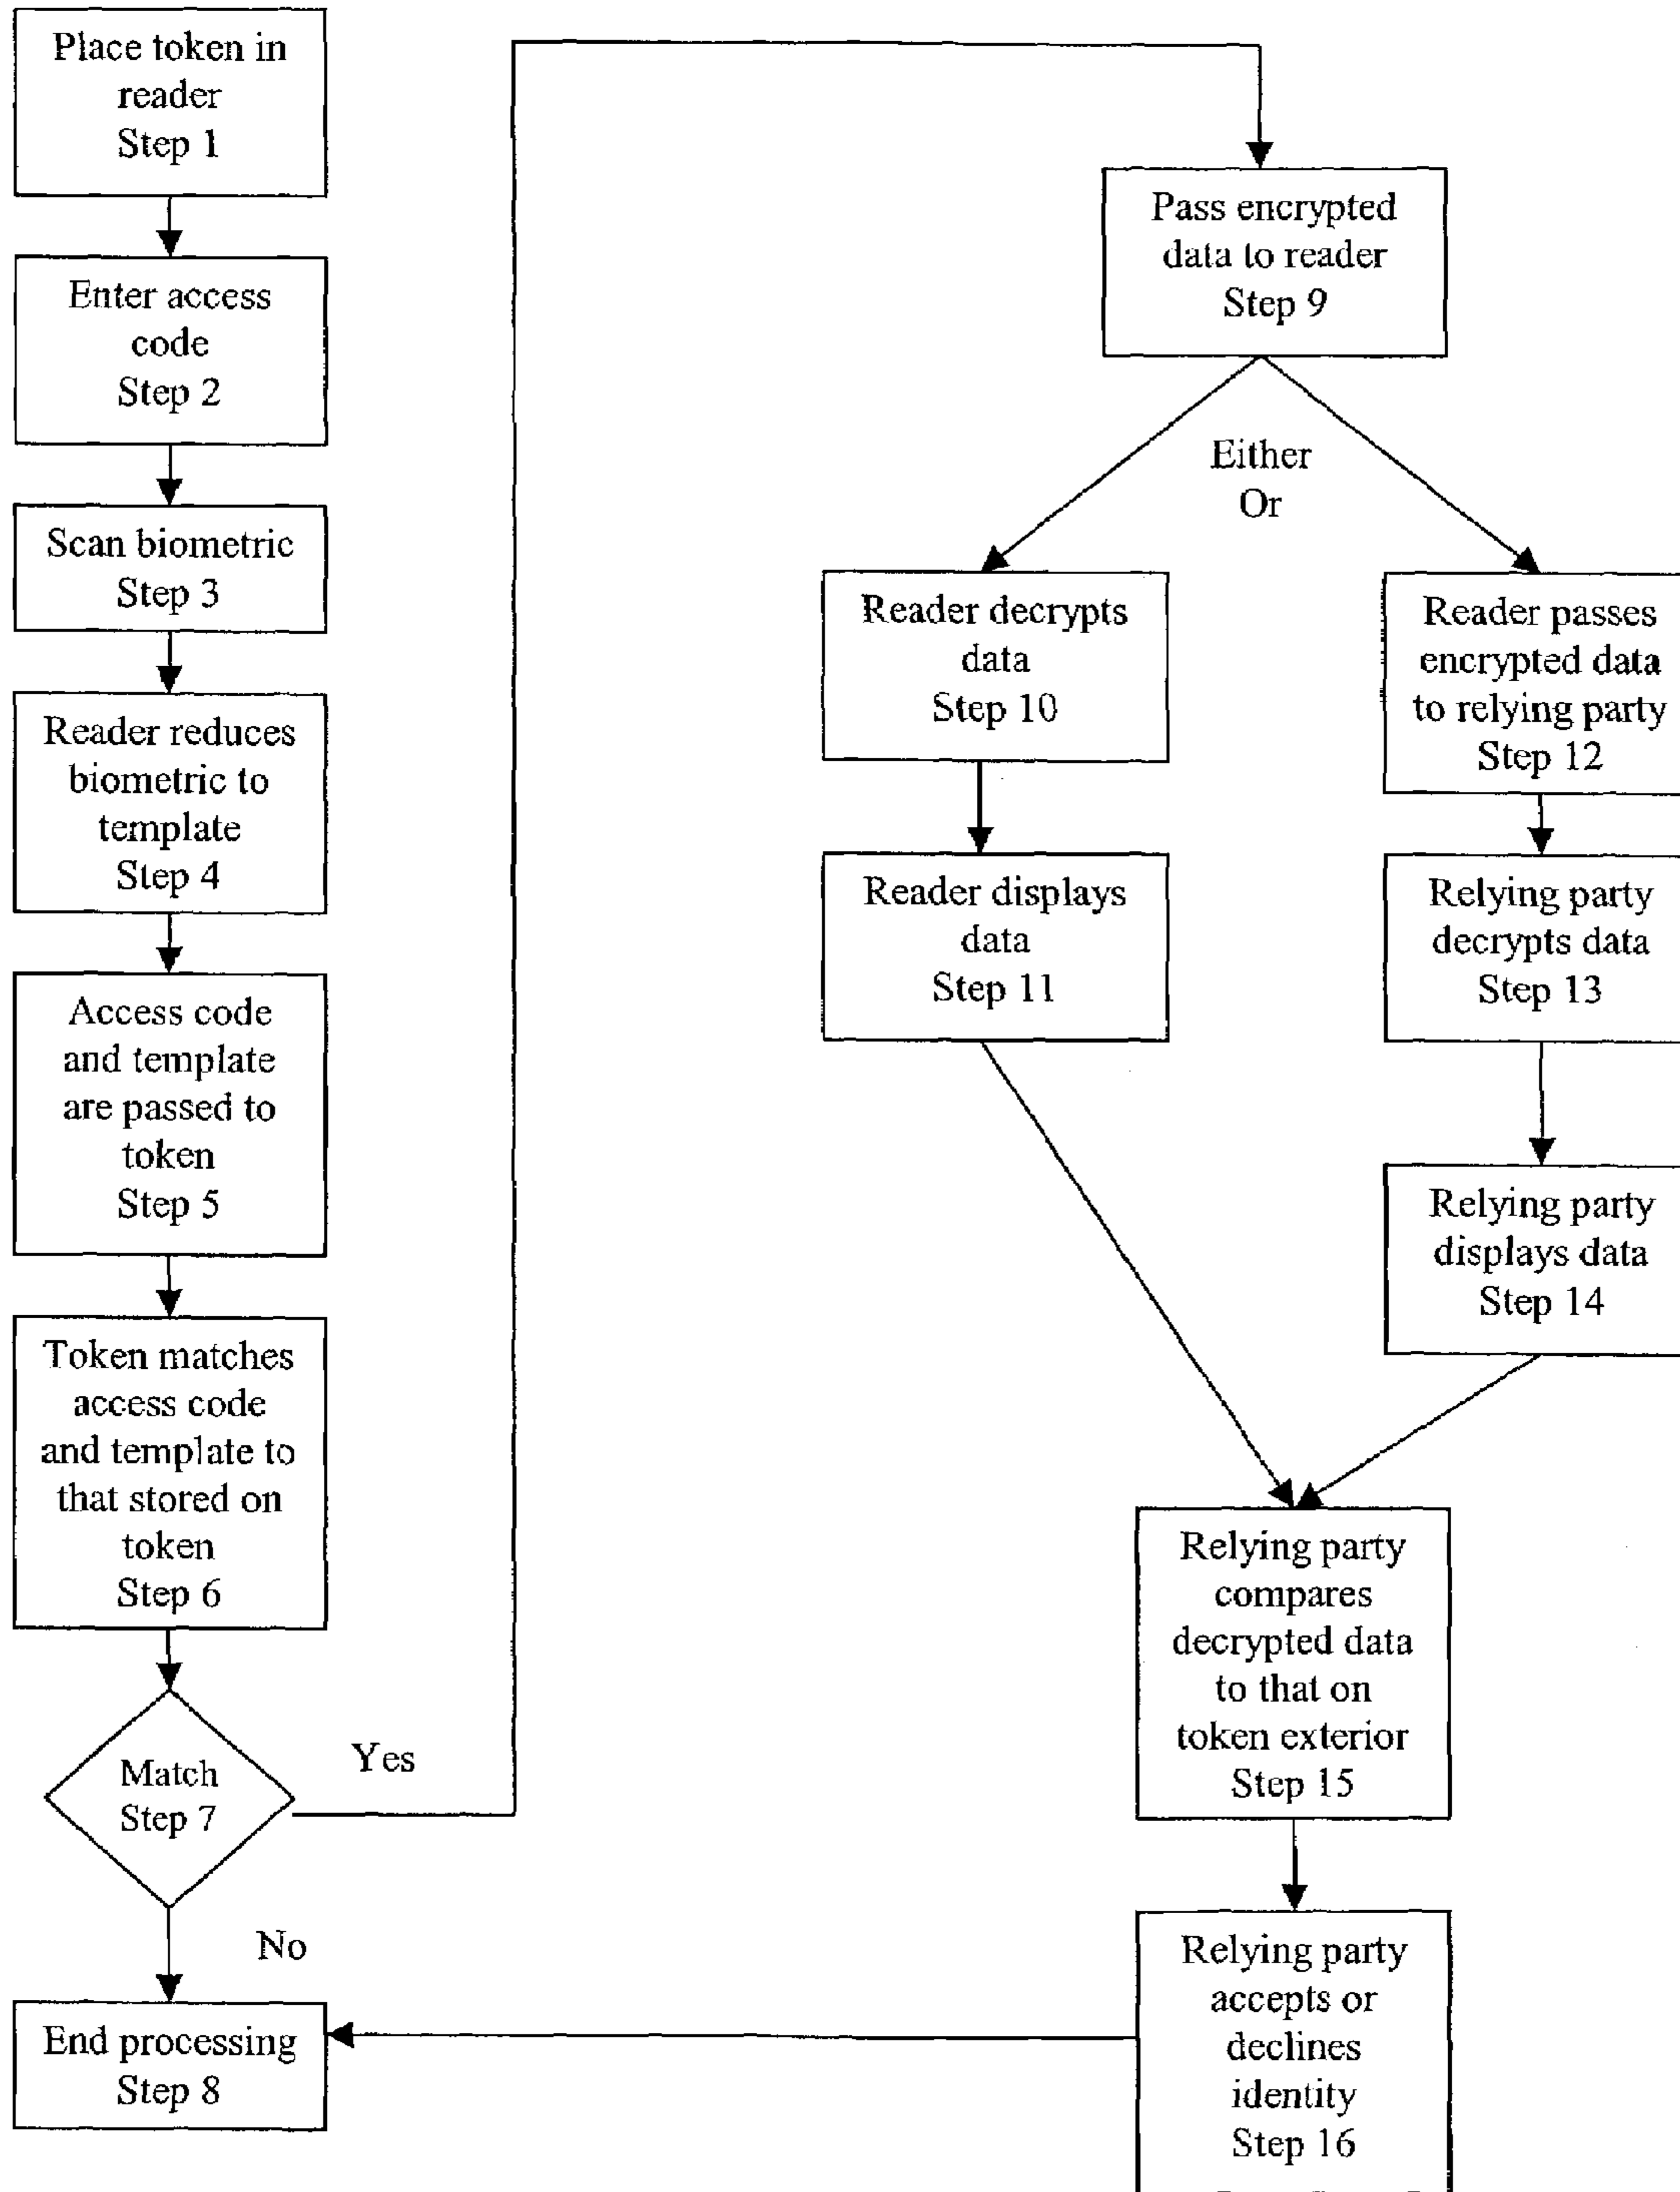 Place token in
reader
Step 1
Enter access
code
Step 2
Scan biometric
Step 3
Reader reduces
biometric to
template
Step 4
Access code
and template
are passed to
token
Step 5
Token matches
access code
and template to
that stored on
token
Step 6
Match
Step 7
Yes
No
End processing
Step 8
Pass encrypted
data to reader
Step 9
Either
Or
Reader decrypts
data
Step 10
Reader displays
data
Step 11
Reader passes
encrypted data
to relying party
Step 12
Relying party
decrypts data
Step 13
Relying party
displays data
Step 14
Relying party
compares
decrypted data
to that on
token exterior
Step 15
Relying party
accepts or
declines
identity
Step 16